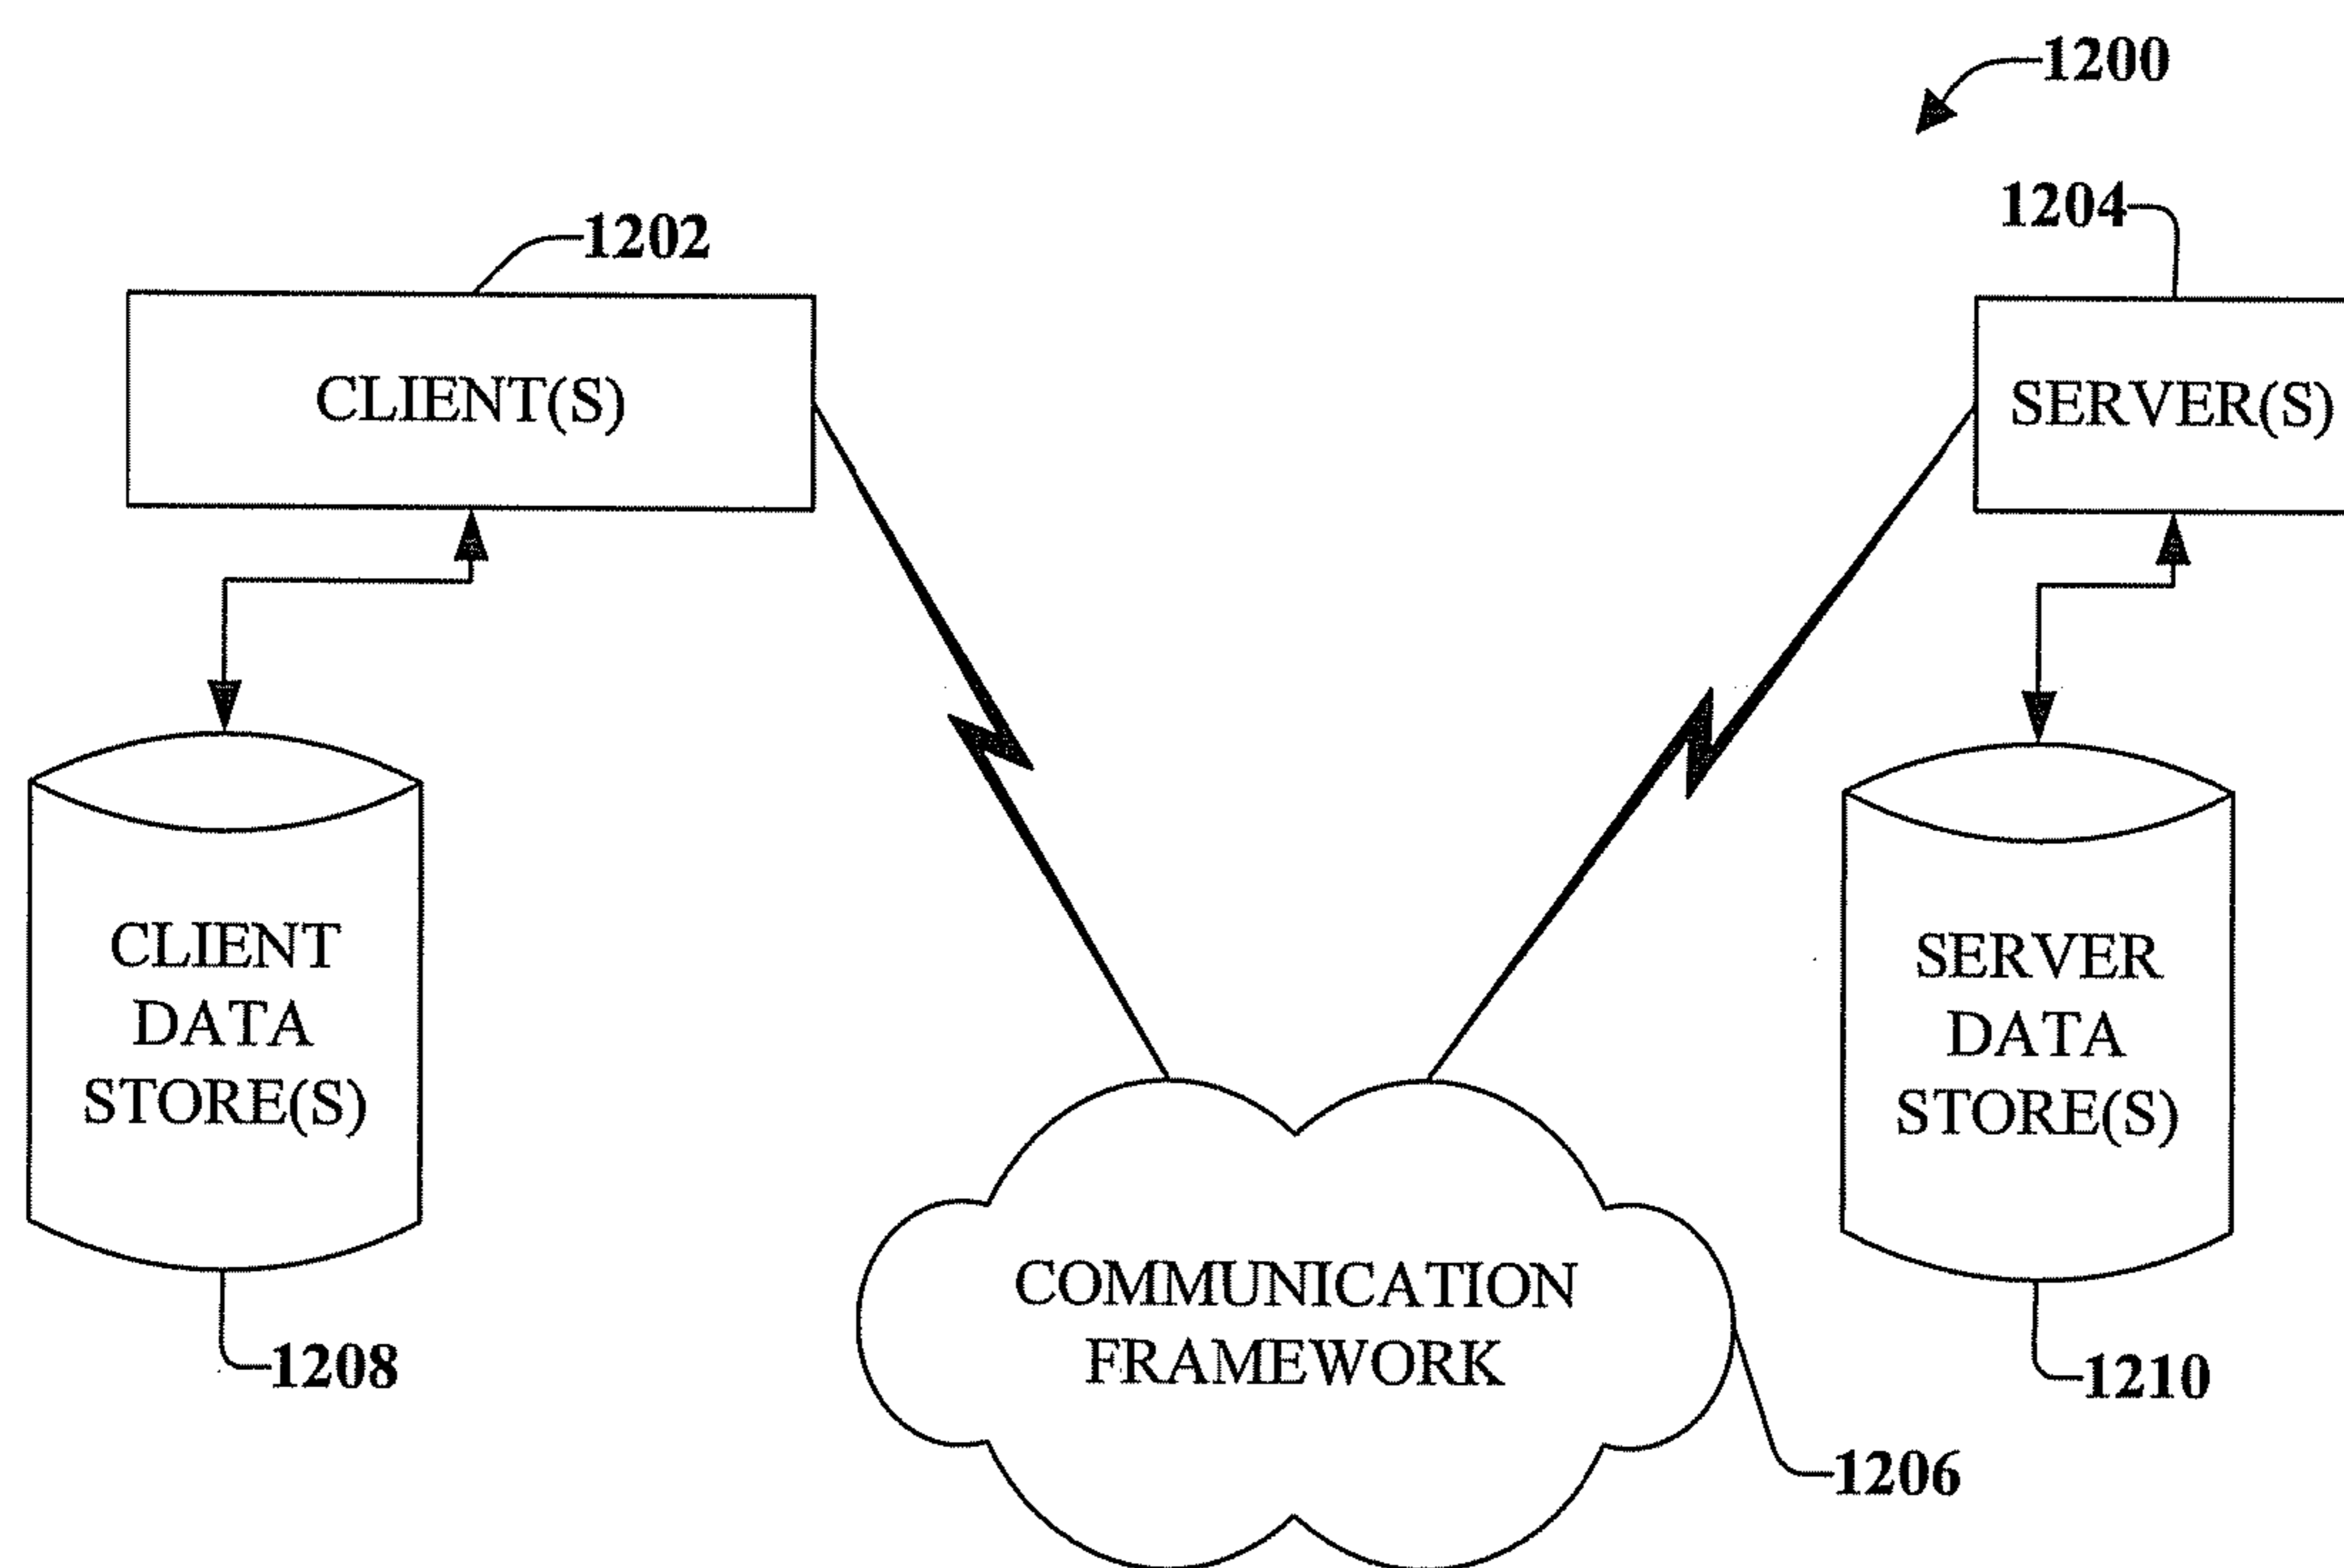 1200
1202
1204
CLIENT(S)
SERVER(S)
CLIENT
DATA
STORE(S)
SERVER
DATA
STORE(S)
COMMUNICATION
FRAMEWORK
1208
1210
1206